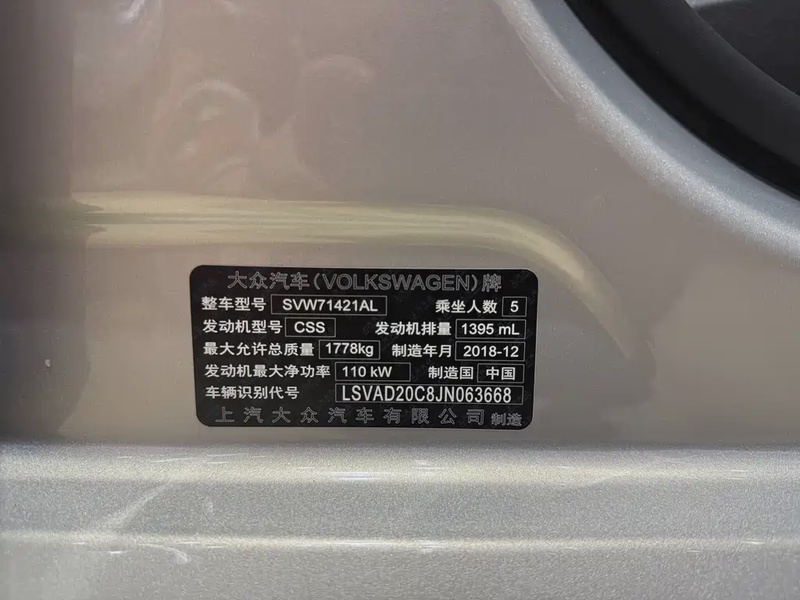 大众汽车(VOLKSWAGEN)牌
整车型号 SVW71421AL 乘坐人数 5
发动机型号 CSS 发动机排量 1395 mL
最大允许总质量 1778kg 制造年月 2018-12
发动机最大净功率 110 kW 制造国 中国
车辆识别代号 LSVAD20C8JN063668
上汽大众汽车有限公司 制造